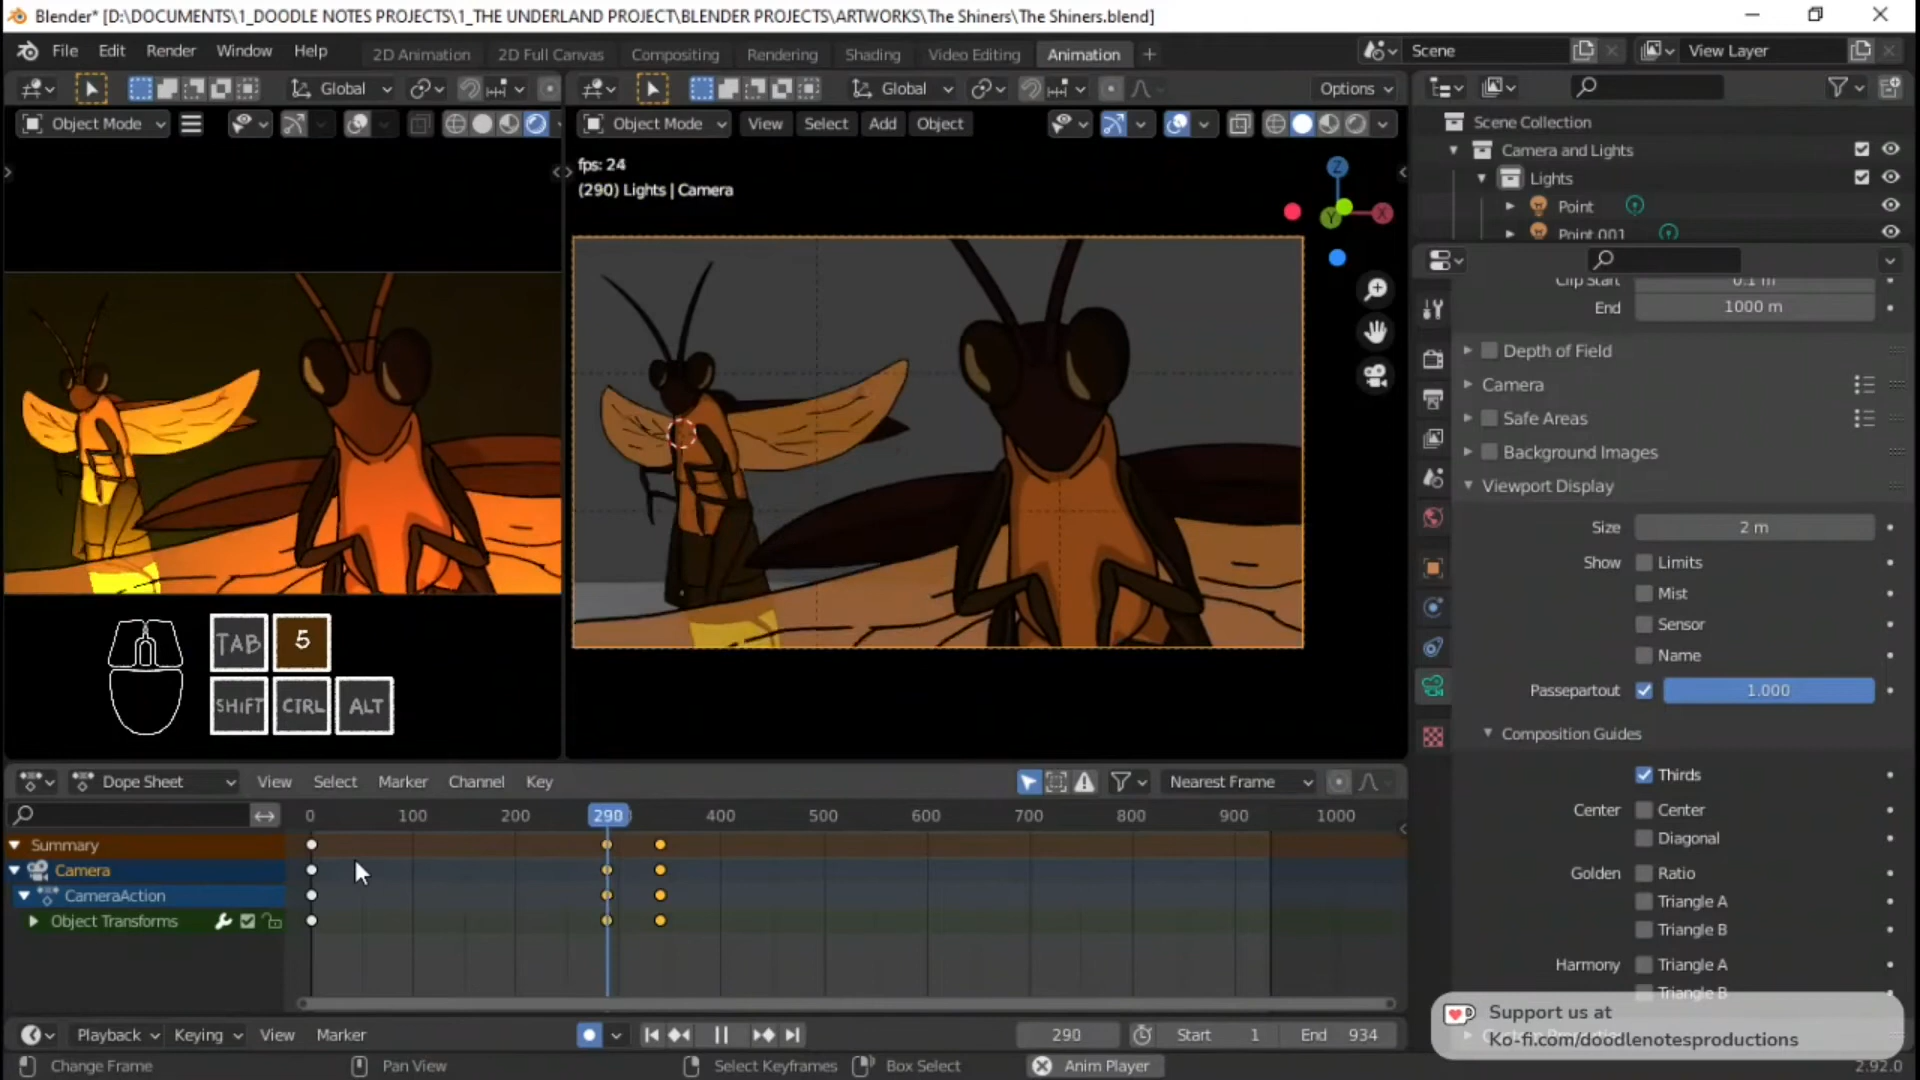 Blender* [D:\DOCUMENTS\1_DOODLE NOTES PROJECTS\1_THE UNDERLAND PROJECT\BLENDER PROJECTS\ARTWORKS\The Shiners\The Shiners.blend]
File Edit Render Window Help 2D Animation 2D Full Canvas Compositing Rendering Shading Video Editing Animation + Scene View Layer
Global Global Options
Object Mode Object Mode View Select Add Object
Scene Collection
Camera and Lights
Lights
Point
Point.001
fps: 24
(290) Lights | Camera
Z
Y X
Clip Start 0.1 m
End 1000 m
Depth of Field
Camera
Safe Areas
Background Images
Viewport Display
Size 2 m
Show Limits
Mist
Sensor
Name
Passepartout 1.000
Composition Guides
Thirds
Center Center
Diagonal
Golden Ratio
Triangle A
Triangle B
Harmony Triangle A
Triangle B
TAB 5
SHIFT CTRL ALT
Dope Sheet View Select Marker Channel Key Nearest Frame
0 100 200 290 400 500 600 700 800 900 1000
Summary
Camera
CameraAction
Object Transforms
Playback Keying View Marker 290 Start 1 End 934
Change Frame Pan View Select Keyframes Box Select Anim Player 2.92.0
Support us at
Ko-fi.com/doodlenotesproductions